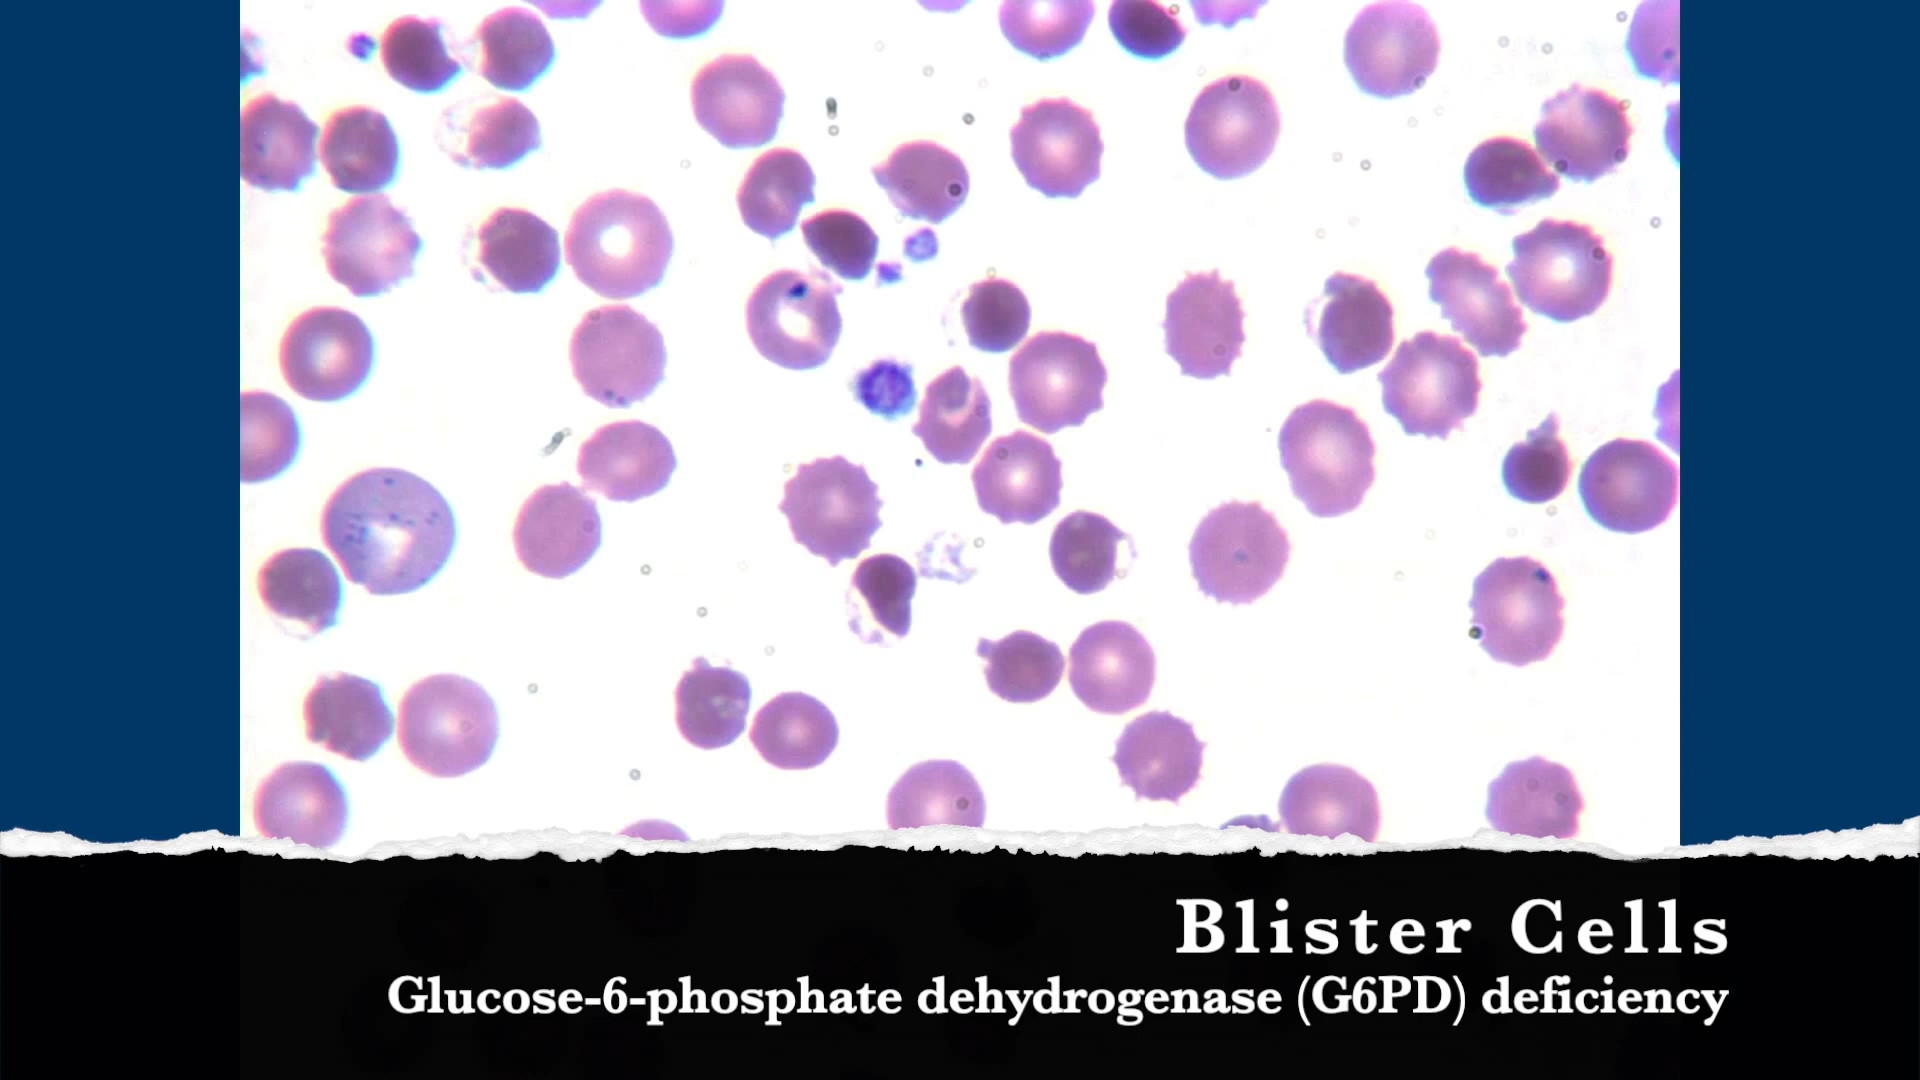 Blister Cells
Glucose-6-phosphate dehydrogenase (G6PD) deficiency